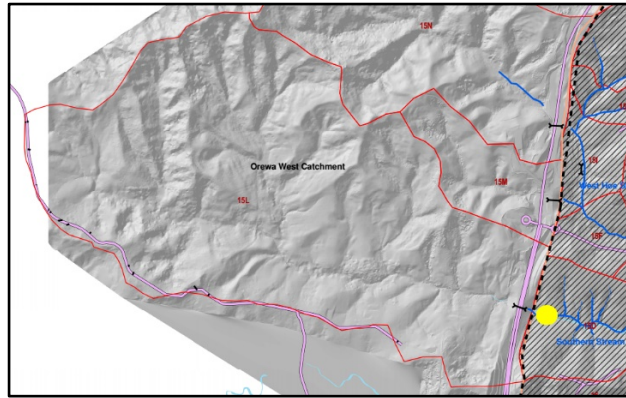 15N
15I
Orewa West Catchment
15M
West Hoe
15L
15F
Southern Stream